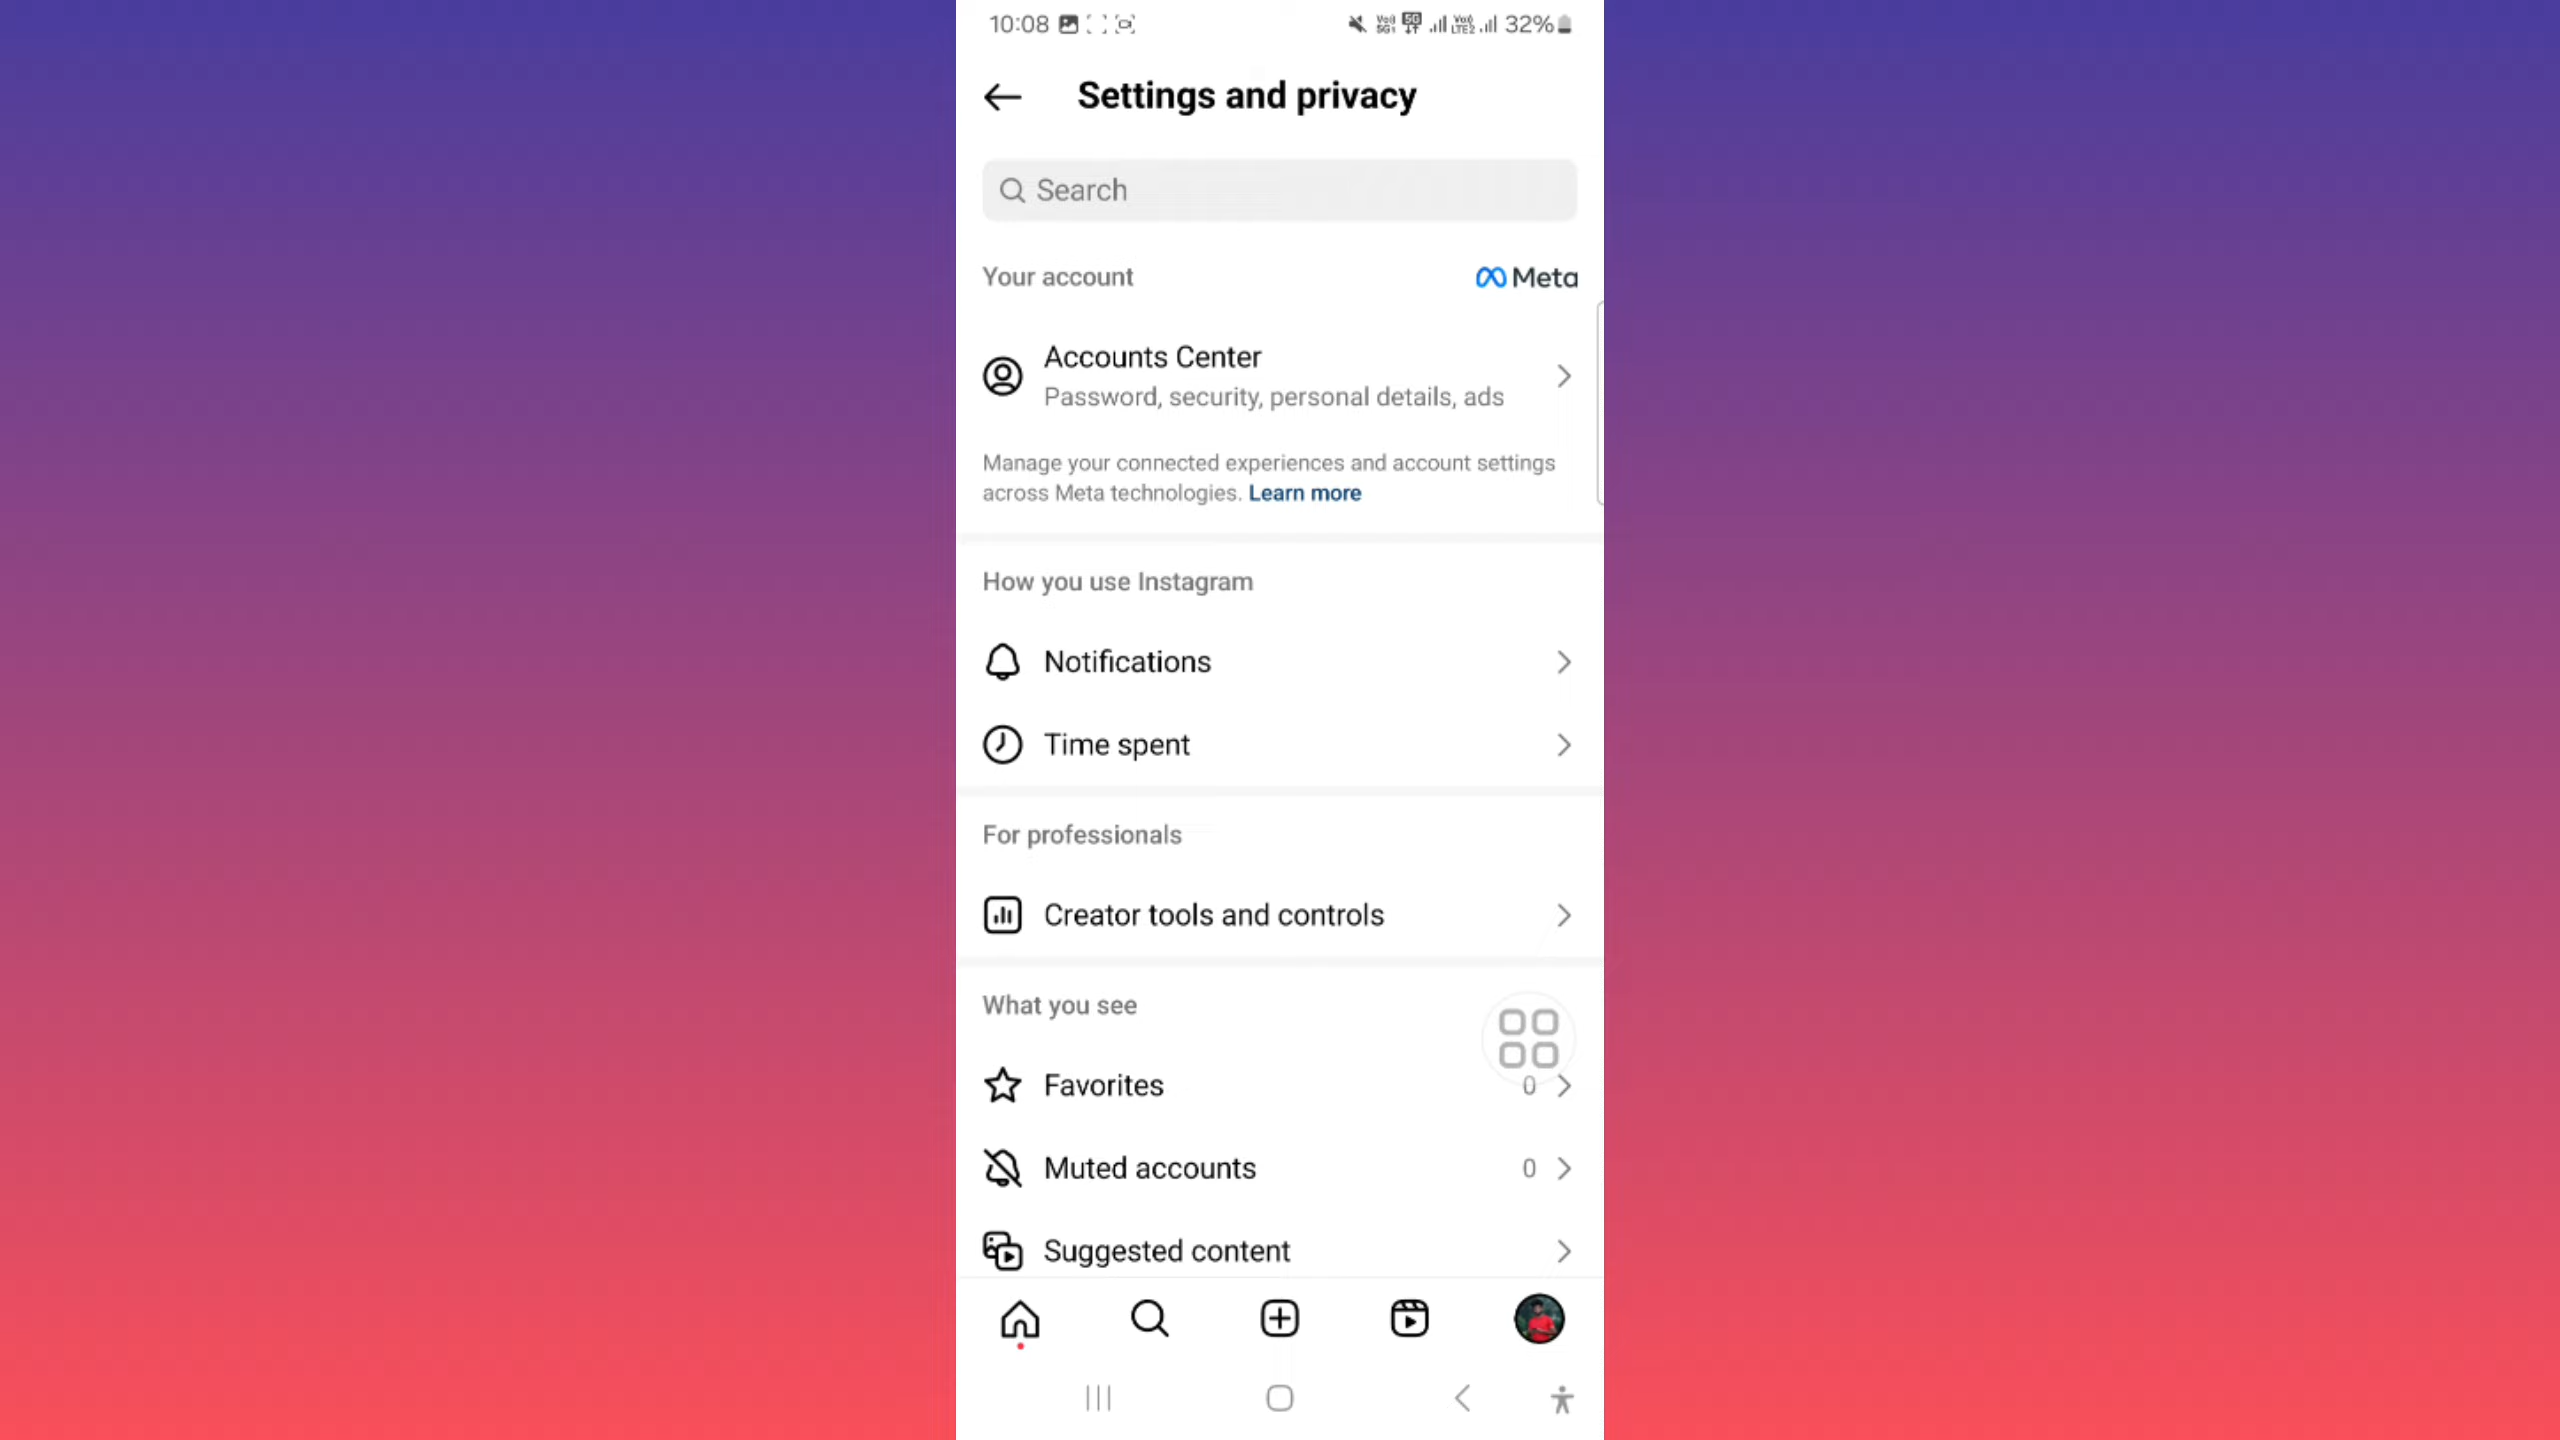 10:08 32%
Settings and privacy
Search
Your account Meta
Accounts Center
Password, security, personal details, ads
Manage your connected experiences and account settings
across Meta technologies. Learn more
How you use Instagram
Notifications
Time spent
For professionals
Creator tools and controls
What you see
Favorites 0
Muted accounts 0
Suggested content